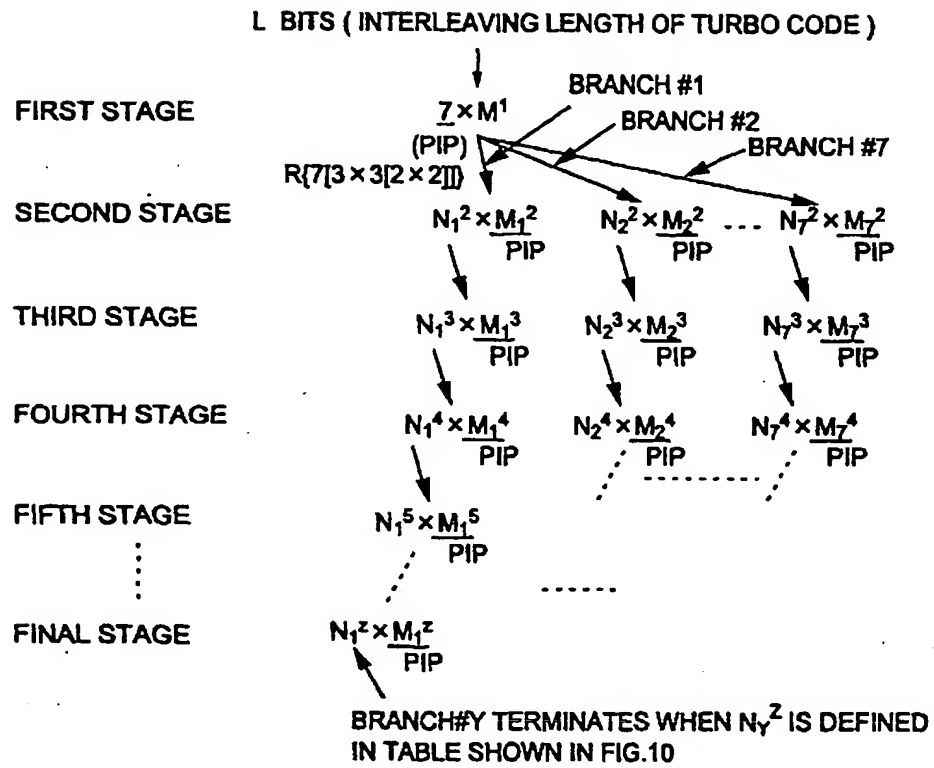 L BITS ( INTERLEAVING LENGTH OF TURBO CODE )
BRANCH #1
FIRST STAGE 7 × M¹ BRANCH #2
(PIP) BRANCH #7
R{7[3 × 3[2 × 2]]}
SECOND STAGE N₁² × M₁² N₂² × M₂² --- N₇² × M₇²
PIP PIP PIP
THIRD STAGE N₁³ × M₁³ N₂³ × M₂³ N₇³ × M₇³
PIP PIP PIP
FOURTH STAGE N₁⁴ × M₁⁴ N₂⁴ × M₂⁴ N₇⁴ × M₇⁴
PIP PIP PIP
FIFTH STAGE N₁⁵ × M₁⁵
PIP
FINAL STAGE N₁ᶻ × M₁ᶻ
PIP
BRANCH#Y TERMINATES WHEN Nᵧᶻ IS DEFINED
IN TABLE SHOWN IN FIG.10